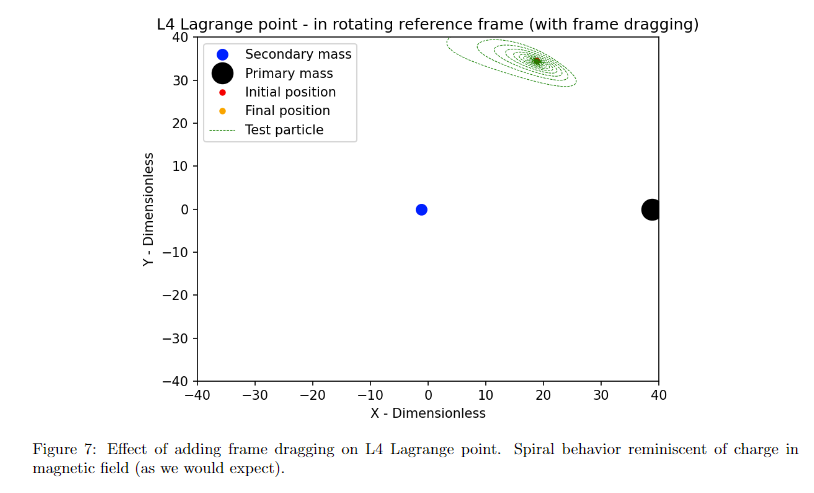 L4 Lagrange point - in rotating reference frame (with frame dragging)
40
30
20
10
0
−10
−20
−30
−40
Y - Dimensionless
Secondary mass
Primary mass
Initial position
Final position
Test particle
−40 −30 −20 −10 0 10 20 30 40
X - Dimensionless
Figure 7: Effect of adding frame dragging on L4 Lagrange point. Spiral behavior reminiscent of charge in
magnetic field (as we would expect).